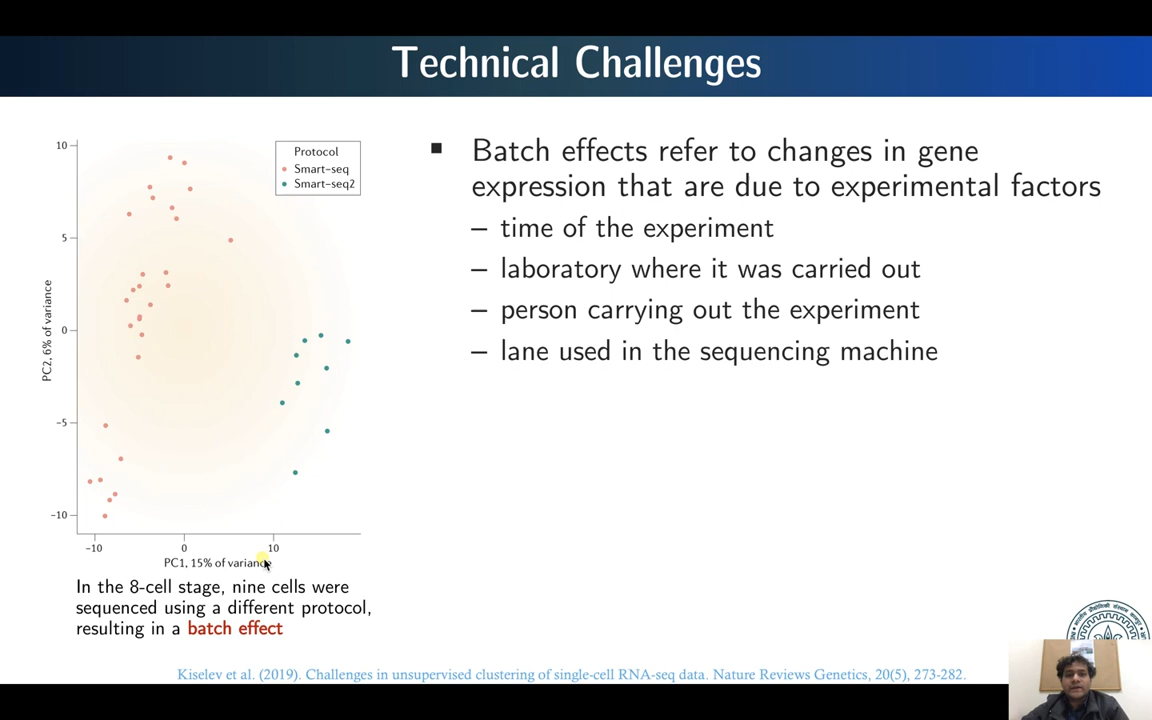 Technical Challenges
10
5
0
−5
−10
PC2, 6% of variance
Protocol
Smart-seq
Smart-seq2
−10
0
10
PC1, 15% of variance
In the 8-cell stage, nine cells were
sequenced using a different protocol,
resulting in a batch effect
■ Batch effects refer to changes in gene
expression that are due to experimental factors
– time of the experiment
– laboratory where it was carried out
– person carrying out the experiment
– lane used in the sequencing machine
Kiselev et al. (2019). Challenges in unsupervised clustering of single-cell RNA-seq data. Nature Reviews Genetics, 20(5), 273-282.